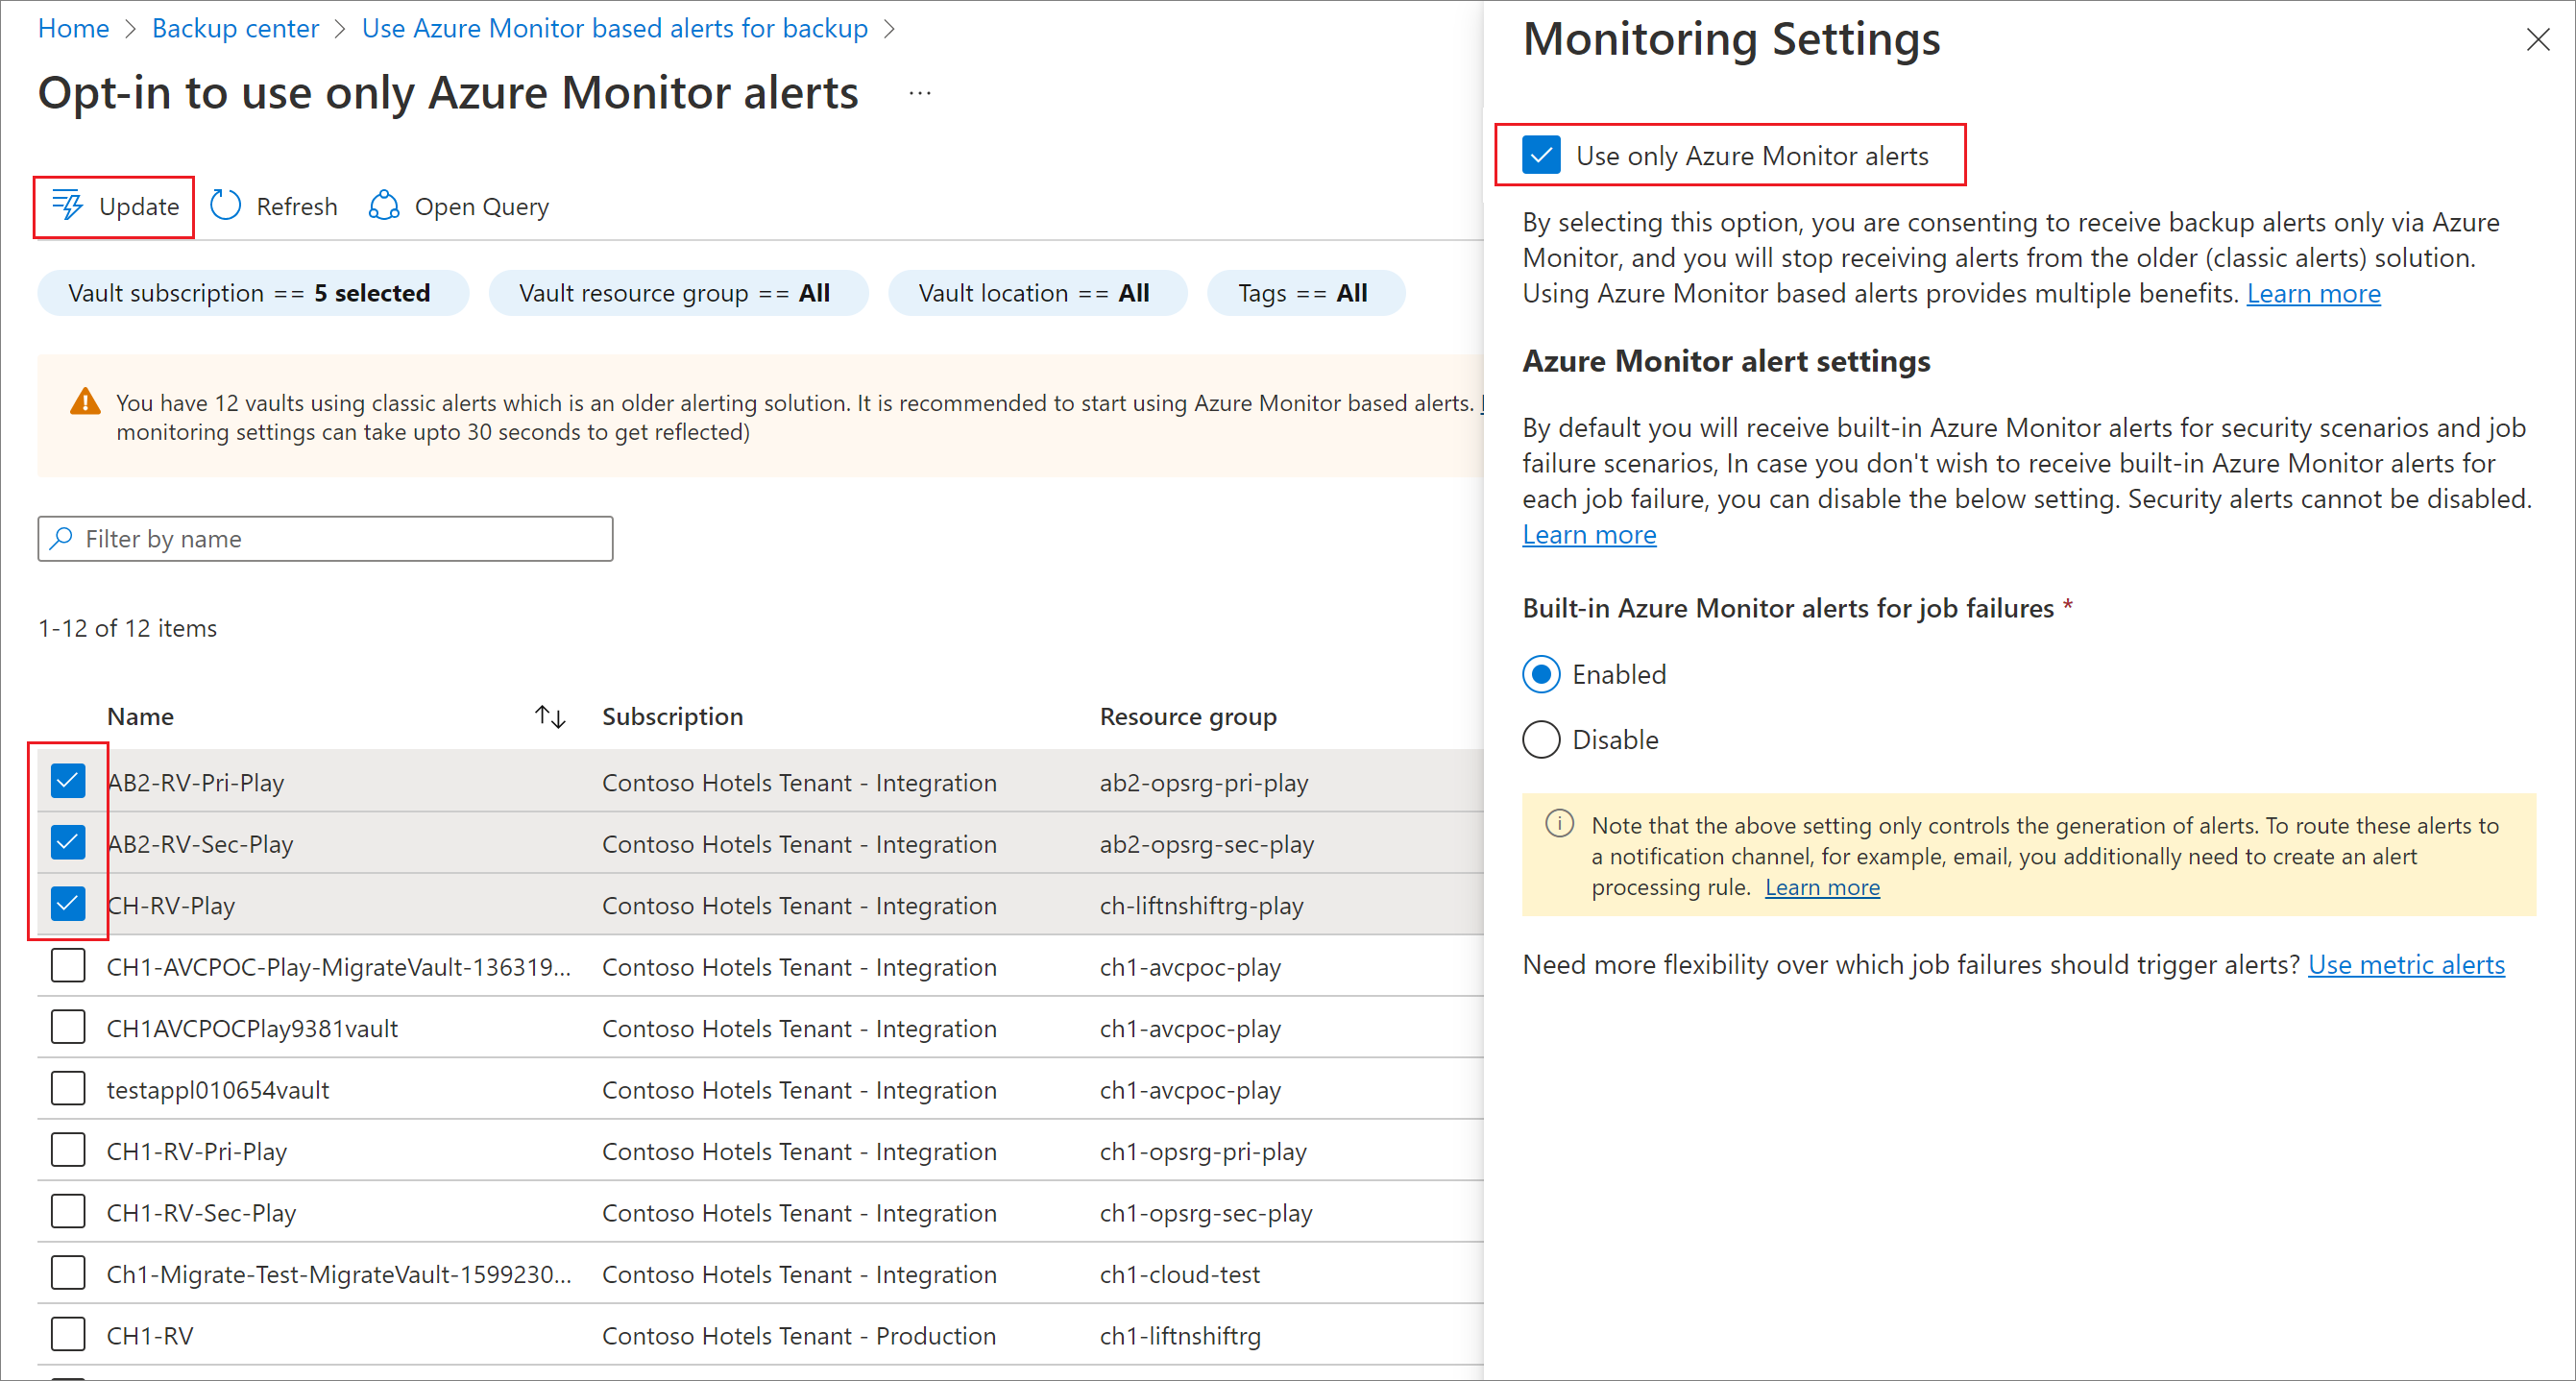 Home > Backup center > Use Azure Monitor based alerts for backup >
Opt-in to use only Azure Monitor alerts ...
Update Refresh Open Query
Vault subscription == 5 selected Vault resource group == All Vault location == All Tags == All
You have 12 vaults using classic alerts which is an older alerting solution. It is recommended to start using Azure Monitor based alerts.
monitoring settings can take upto 30 seconds to get reflected)
Filter by name
1-12 of 12 items
Name Subscription Resource group
AB2-RV-Pri-Play Contoso Hotels Tenant - Integration ab2-opsrg-pri-play
AB2-RV-Sec-Play Contoso Hotels Tenant - Integration ab2-opsrg-sec-play
CH-RV-Play Contoso Hotels Tenant - Integration ch-liftnshiftrg-play
CH1-AVCPOC-Play-MigrateVault-136319... Contoso Hotels Tenant - Integration ch1-avcpoc-play
CH1AVCPOCPlay9381vault Contoso Hotels Tenant - Integration ch1-avcpoc-play
testappl010654vault Contoso Hotels Tenant - Integration ch1-avcpoc-play
CH1-RV-Pri-Play Contoso Hotels Tenant - Integration ch1-opsrg-pri-play
CH1-RV-Sec-Play Contoso Hotels Tenant - Integration ch1-opsrg-sec-play
Ch1-Migrate-Test-MigrateVault-1599230... Contoso Hotels Tenant - Integration ch1-cloud-test
CH1-RV Contoso Hotels Tenant - Production ch1-liftnshiftrg
Monitoring Settings
Use only Azure Monitor alerts
By selecting this option, you are consenting to receive backup alerts only via Azure
Monitor, and you will stop receiving alerts from the older (classic alerts) solution.
Using Azure Monitor based alerts provides multiple benefits. Learn more
Azure Monitor alert settings
By default you will receive built-in Azure Monitor alerts for security scenarios and job
failure scenarios, In case you don't wish to receive built-in Azure Monitor alerts for
each job failure, you can disable the below setting. Security alerts cannot be disabled.
Learn more
Built-in Azure Monitor alerts for job failures *
Enabled
Disable
Note that the above setting only controls the generation of alerts. To route these alerts to
a notification channel, for example, email, you additionally need to create an alert
processing rule. Learn more
Need more flexibility over which job failures should trigger alerts? Use metric alerts